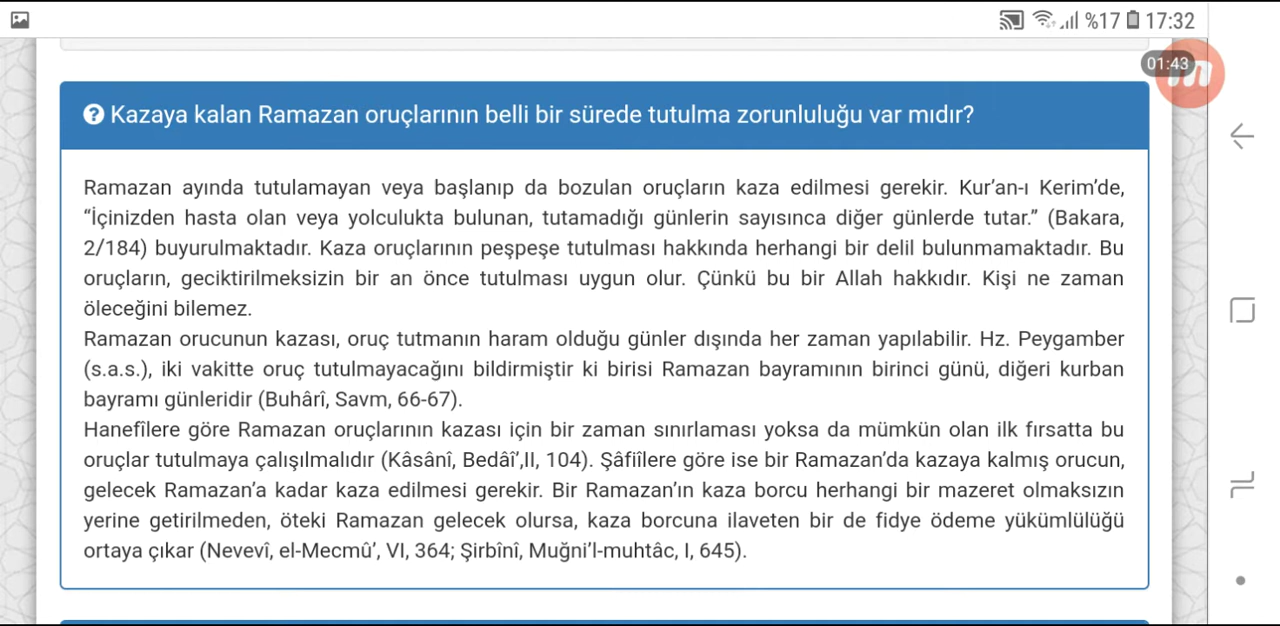 %17 17:32
01:43
Kazaya kalan Ramazan oruçlarının belli bir sürede tutulma zorunluluğu var mıdır?
Ramazan ayında tutulamayan veya başlanıp da bozulan oruçların kaza edilmesi gerekir. Kur’an-ı Kerim’de,
“İçinizden hasta olan veya yolculukta bulunan, tutamadığı günlerin sayısınca diğer günlerde tutar.” (Bakara,
2/184) buyurulmaktadır. Kaza oruçlarının peşpeşe tutulması hakkında herhangi bir delil bulunmamaktadır. Bu
oruçların, geciktirilmeksizin bir an önce tutulması uygun olur. Çünkü bu bir Allah hakkıdır. Kişi ne zaman
öleceğini bilemez.
Ramazan orucunun kazası, oruç tutmanın haram olduğu günler dışında her zaman yapılabilir. Hz. Peygamber
(s.a.s.), iki vakitte oruç tutulmayacağını bildirmiştir ki birisi Ramazan bayramının birinci günü, diğeri kurban
bayramı günleridir (Buhârî, Savm, 66-67).
Hanefîlere göre Ramazan oruçlarının kazası için bir zaman sınırlaması yoksa da mümkün olan ilk fırsatta bu
oruçlar tutulmaya çalışılmalıdır (Kâsânî, Bedâî’,II, 104). Şâfiîlere göre ise bir Ramazan’da kazaya kalmış orucun,
gelecek Ramazan’a kadar kaza edilmesi gerekir. Bir Ramazan’ın kaza borcu herhangi bir mazeret olmaksızın
yerine getirilmeden, öteki Ramazan gelecek olursa, kaza borcuna ilaveten bir de fidye ödeme yükümlülüğü
ortaya çıkar (Nevevî, el-Mecmû’, VI, 364; Şirbînî, Muğni’l-muhtâc, I, 645).